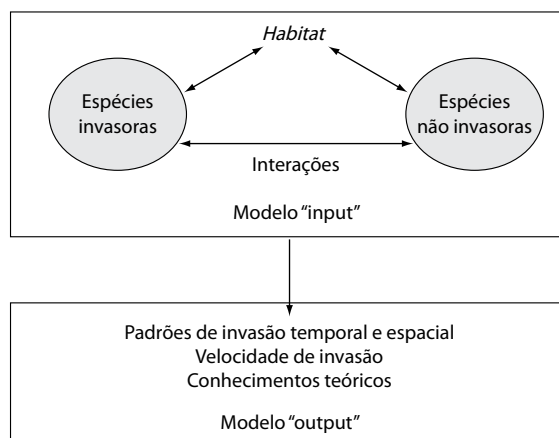 Habitat
Espécies
invasoras
Espécies
não invasoras
Interações
Modelo “input”
Padrões de invasão temporal e espacial
Velocidade de invasão
Conhecimentos teóricos
Modelo “output”